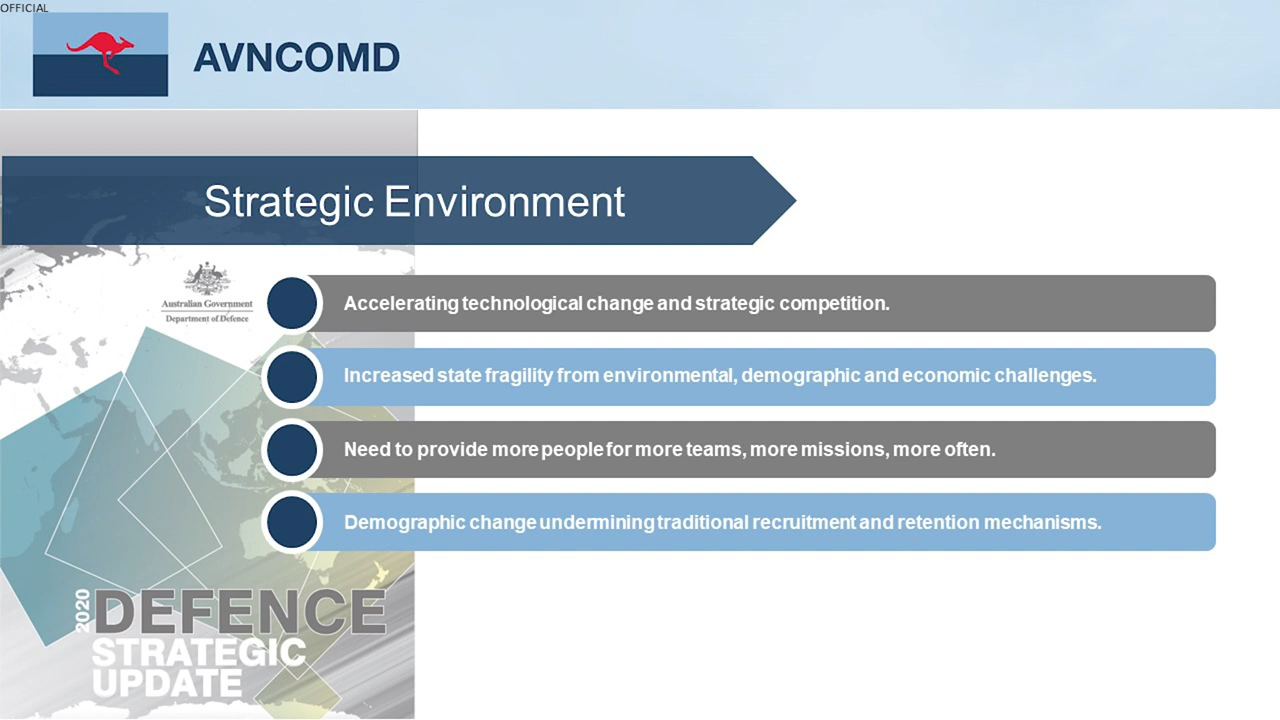 OFFICIAL
AVNCOMD
Strategic Environment
Australian Government
Department of Defence
Accelerating technological change and strategic competition.
Increased state fragility from environmental, demographic and economic challenges.
Need to provide more people for more teams, more missions, more often.
Demographic change undermining traditional recruitment and retention mechanisms.
2020
DEFENCE
STRATEGIC
UPDATE